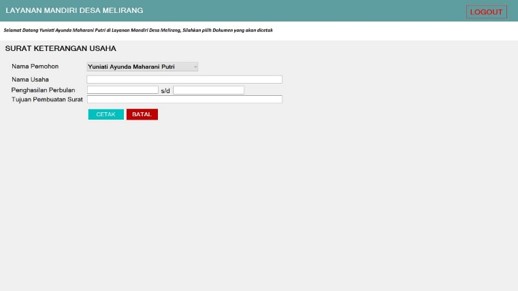 LAYANAN MANDIRI DESA MELIRANG
LOGOUT
Selamat Datang Yuniati Ayunda Maharani Putri di Layanan Mandiri Desa Melirang, Silahkan pilih Dokumen yang akan dicetak
SURAT KETERANGAN USAHA
Nama Pemohon Yuniati Ayunda Maharani Putri
Nama Usaha
Penghasilan Perbulan s/d
Tujuan Pembuatan Surat
CETAK BATAL